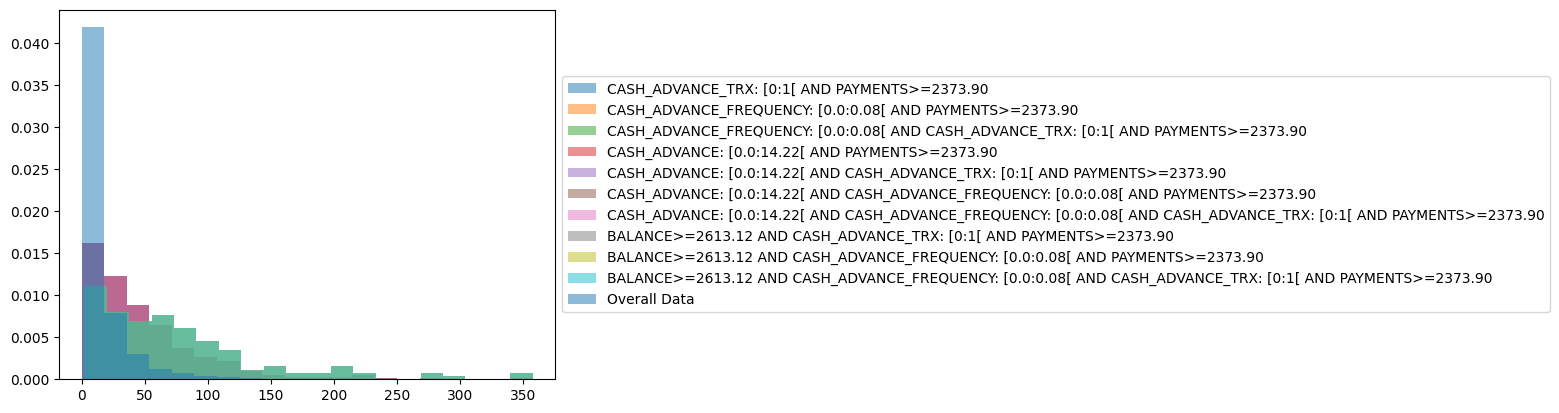 0.040
0.035
0.030
0.025
0.020
0.015
0.010
0.005
0.000
0 50 100 150 200 250 300 350
CASH_ADVANCE_TRX: [0:1[ AND PAYMENTS>=2373.90
CASH_ADVANCE_FREQUENCY: [0.0:0.08[ AND PAYMENTS>=2373.90
CASH_ADVANCE_FREQUENCY: [0.0:0.08[ AND CASH_ADVANCE_TRX: [0:1[ AND PAYMENTS>=2373.90
CASH_ADVANCE: [0.0:14.22[ AND PAYMENTS>=2373.90
CASH_ADVANCE: [0.0:14.22[ AND CASH_ADVANCE_TRX: [0:1[ AND PAYMENTS>=2373.90
CASH_ADVANCE: [0.0:14.22[ AND CASH_ADVANCE_FREQUENCY: [0.0:0.08[ AND PAYMENTS>=2373.90
CASH_ADVANCE: [0.0:14.22[ AND CASH_ADVANCE_FREQUENCY: [0.0:0.08[ AND CASH_ADVANCE_TRX: [0:1[ AND PAYMENTS>=2373.90
BALANCE>=2613.12 AND CASH_ADVANCE_TRX: [0:1[ AND PAYMENTS>=2373.90
BALANCE>=2613.12 AND CASH_ADVANCE_FREQUENCY: [0.0:0.08[ AND PAYMENTS>=2373.90
BALANCE>=2613.12 AND CASH_ADVANCE_FREQUENCY: [0.0:0.08[ AND CASH_ADVANCE_TRX: [0:1[ AND PAYMENTS>=2373.90
Overall Data